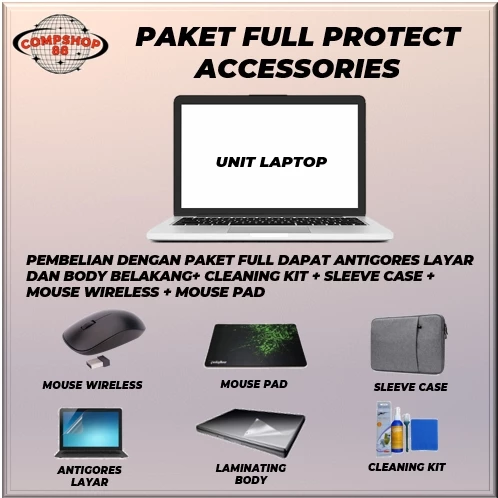 COMPSHOP
88
PAKET FULL PROTECT
ACCESSORIES
UNIT LAPTOP
PEMBELIAN DENGAN PAKET FULL DAPAT ANTIGORES LAYAR
DAN BODY BELAKANG+ CLEANING KIT + SLEEVE CASE +
MOUSE WIRELESS + MOUSE PAD
MOUSE WIRELESS
MOUSE PAD
SLEEVE CASE
ANTIGORES
LAYAR
LAMINATING
BODY
CLEANING KIT